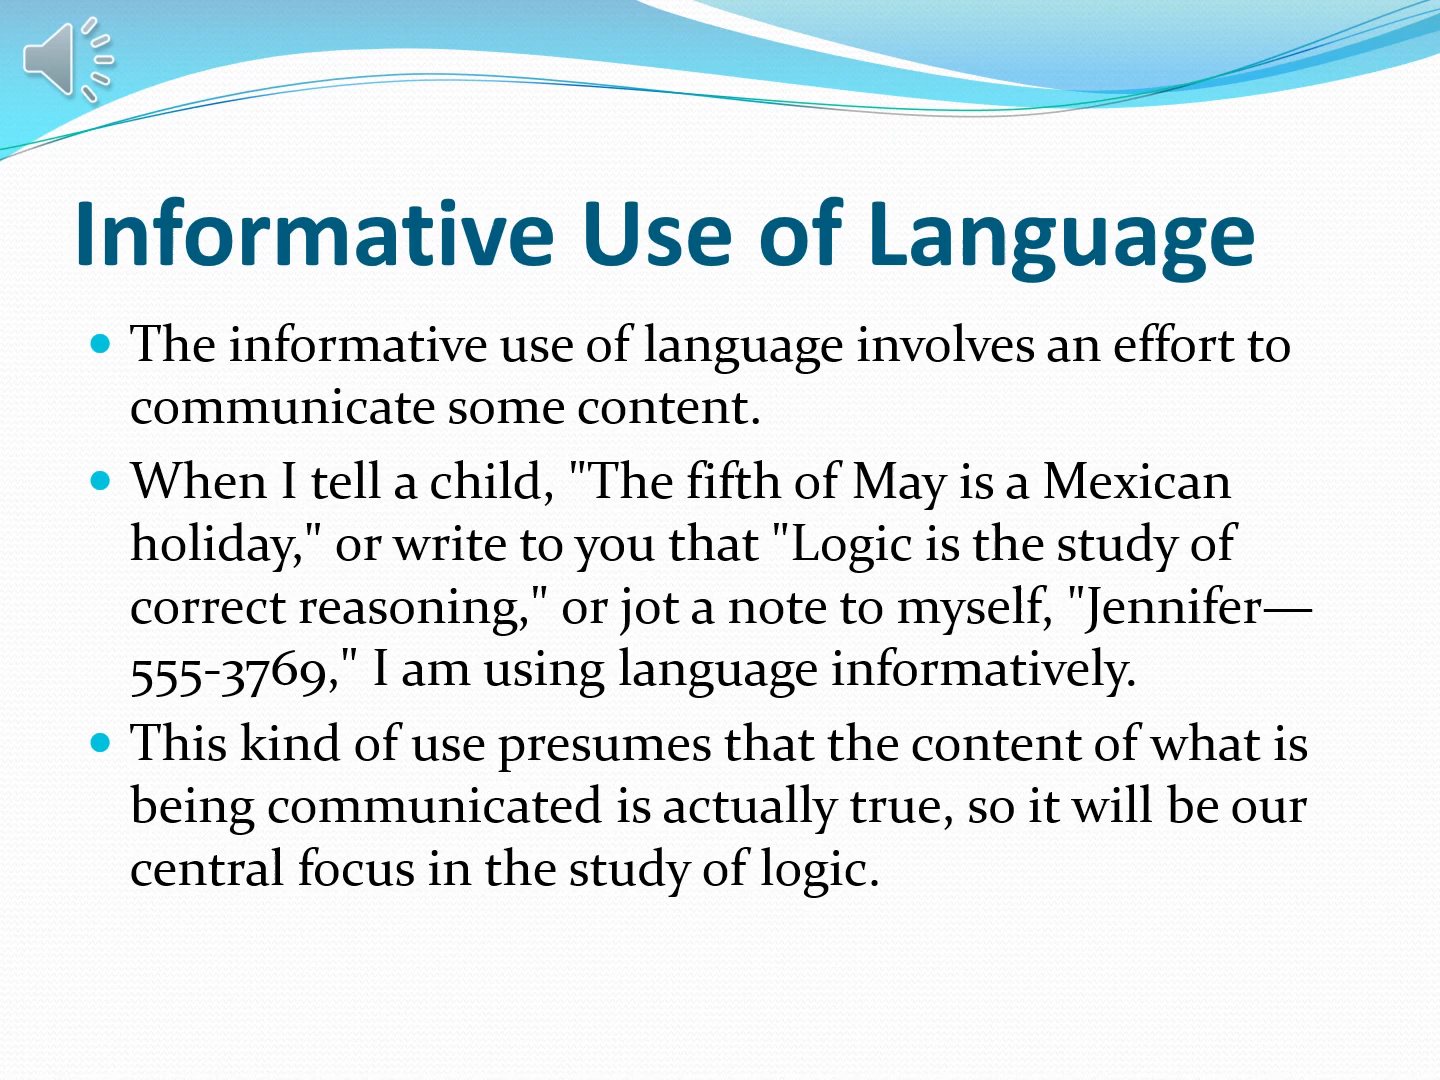 Informative Use of Language
• The informative use of language involves an effort to
communicate some content.
• When I tell a child, "The fifth of May is a Mexican
holiday," or write to you that "Logic is the study of
correct reasoning," or jot a note to myself, "Jennifer—
555-3769," I am using language informatively.
• This kind of use presumes that the content of what is
being communicated is actually true, so it will be our
central focus in the study of logic.